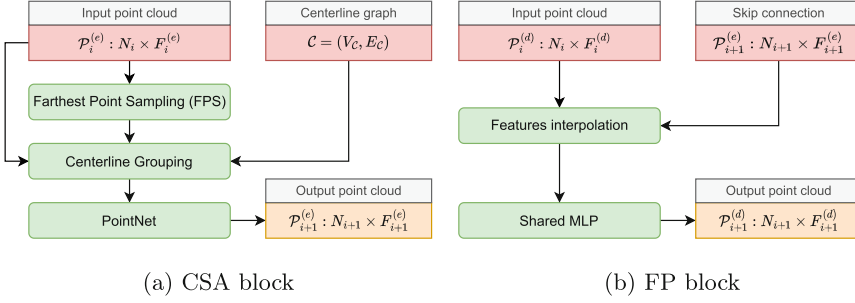 Input point cloud
$\mathcal{P}_i^{(e)} : N_i \times F_i^{(e)}$
Centerline graph
$\mathcal{C} = (V_{\mathcal{C}}, E_{\mathcal{C}})$
Farthest Point Sampling (FPS)
Centerline Grouping
PointNet
Output point cloud
$\mathcal{P}_{i+1}^{(e)} : N_{i+1} \times F_{i+1}^{(e)}$
(a) CSA block
Input point cloud
$\mathcal{P}_i^{(d)} : N_i \times F_i^{(d)}$
Skip connection
$\mathcal{P}_{i+1}^{(e)} : N_{i+1} \times F_{i+1}^{(e)}$
Features interpolation
Shared MLP
Output point cloud
$\mathcal{P}_{i+1}^{(d)} : N_{i+1} \times F_{i+1}^{(d)}$
(b) FP block